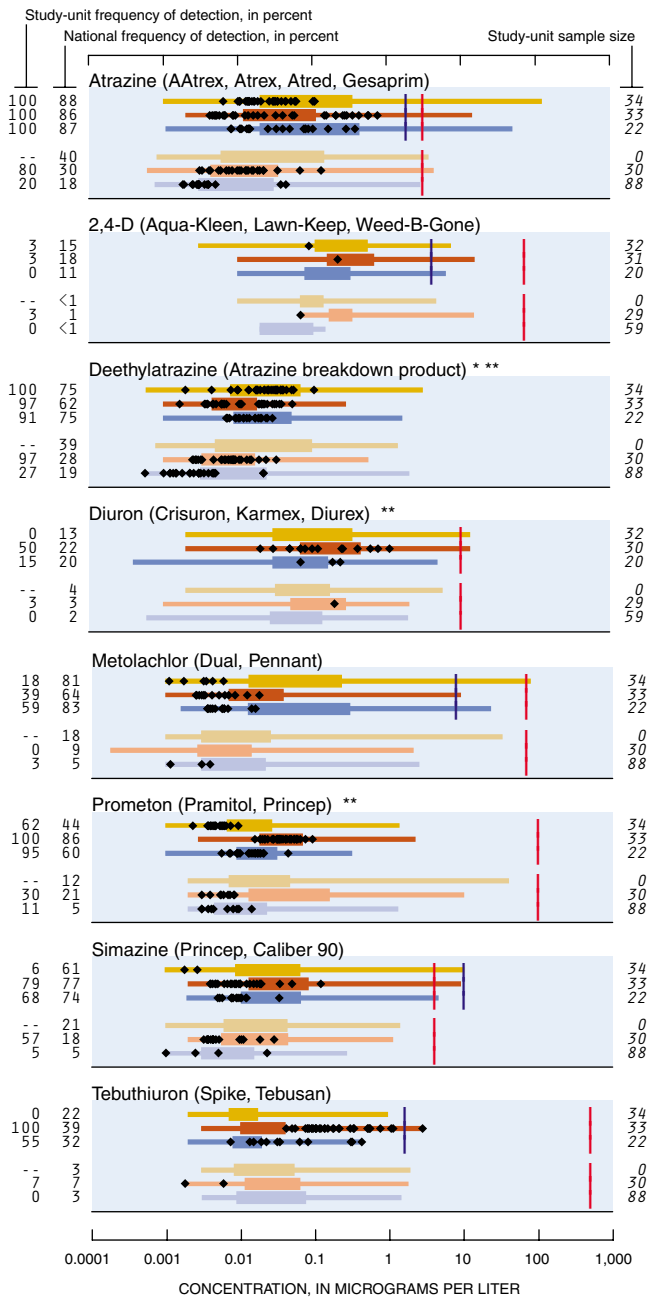 Study-unit frequency of detection, in percent
National frequency of detection, in percent
Study-unit sample size
Atrazine (AAtrex, Atrex, Atred, Gesaprim)
100 88 34
100 86 33
100 87 22
-- 40 0
80 30 30
20 18 88
2,4-D (Aqua-Kleen, Lawn-Keep, Weed-B-Gone)
3 15 32
3 18 31
0 11 20
-- <1 0
3 1 29
0 <1 59
Deethylatrazine (Atrazine breakdown product) * **
100 75 34
97 62 33
91 75 22
-- 39 0
97 28 30
27 19 88
Diuron (Crisuron, Karmex, Diurex) **
0 13 32
50 22 30
15 20 20
-- 4 0
3 3 29
0 2 59
Metolachlor (Dual, Pennant)
18 81 34
39 64 33
59 83 22
-- 18 0
0 9 30
3 5 88
Prometon (Pramitol, Princep) **
62 44 34
100 86 33
95 60 22
-- 12 0
30 21 30
11 5 88
Simazine (Princep, Caliber 90)
6 61 34
79 77 33
68 74 22
-- 21 0
57 18 30
5 5 88
Tebuthiuron (Spike, Tebusan)
0 22 34
100 39 33
55 32 22
-- 3 0
7 7 30
0 3 88
0.0001 0.001 0.01 0.1 1 10 100 1,000
CONCENTRATION, IN MICROGRAMS PER LITER